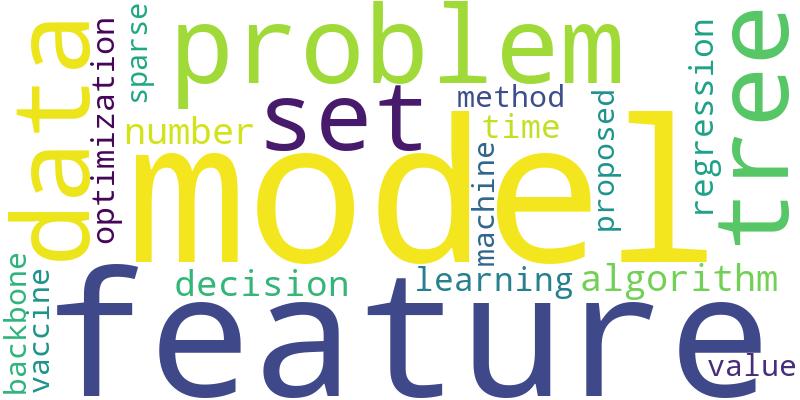 problem
data
optimization
sparse
set
method
regression
tree
number
time
proposed
model
machine
decision
learning
algorithm
backbone
vaccine
feature
value